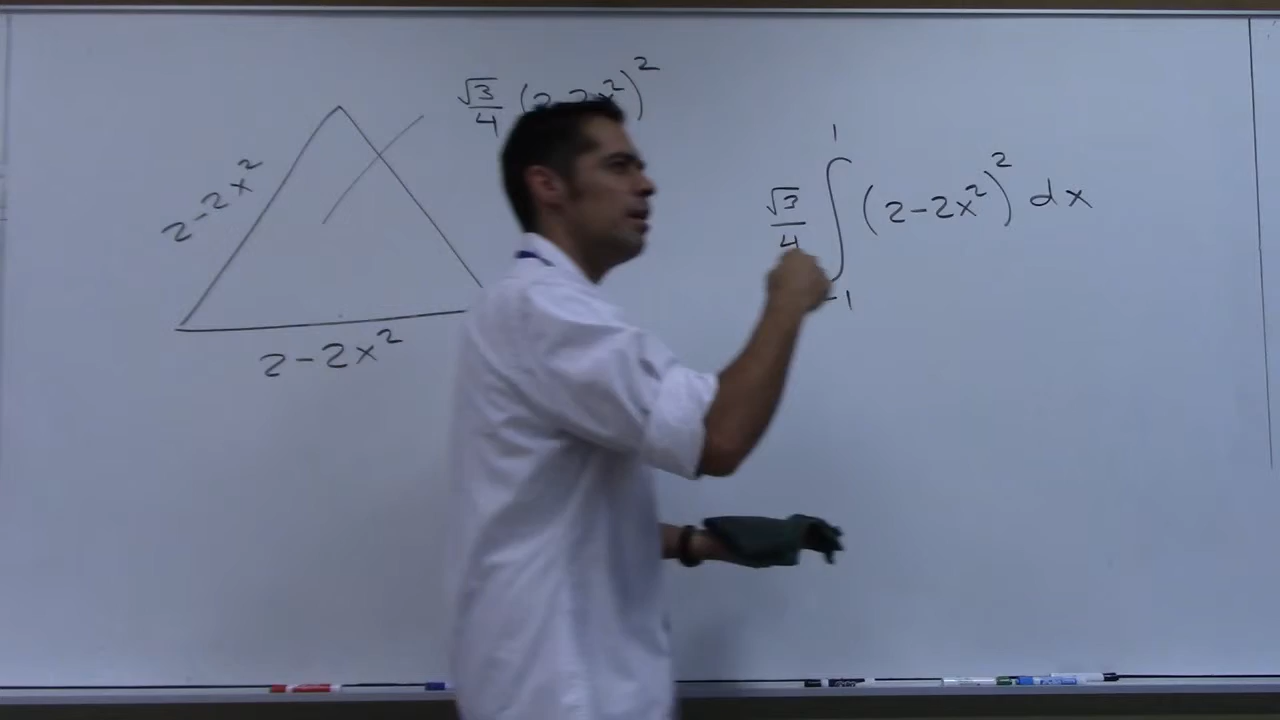 2-2x²
2-2x²
√3/4 (2-2x²)²
√3/4 ∫₋₁¹ (2-2x²)² dx